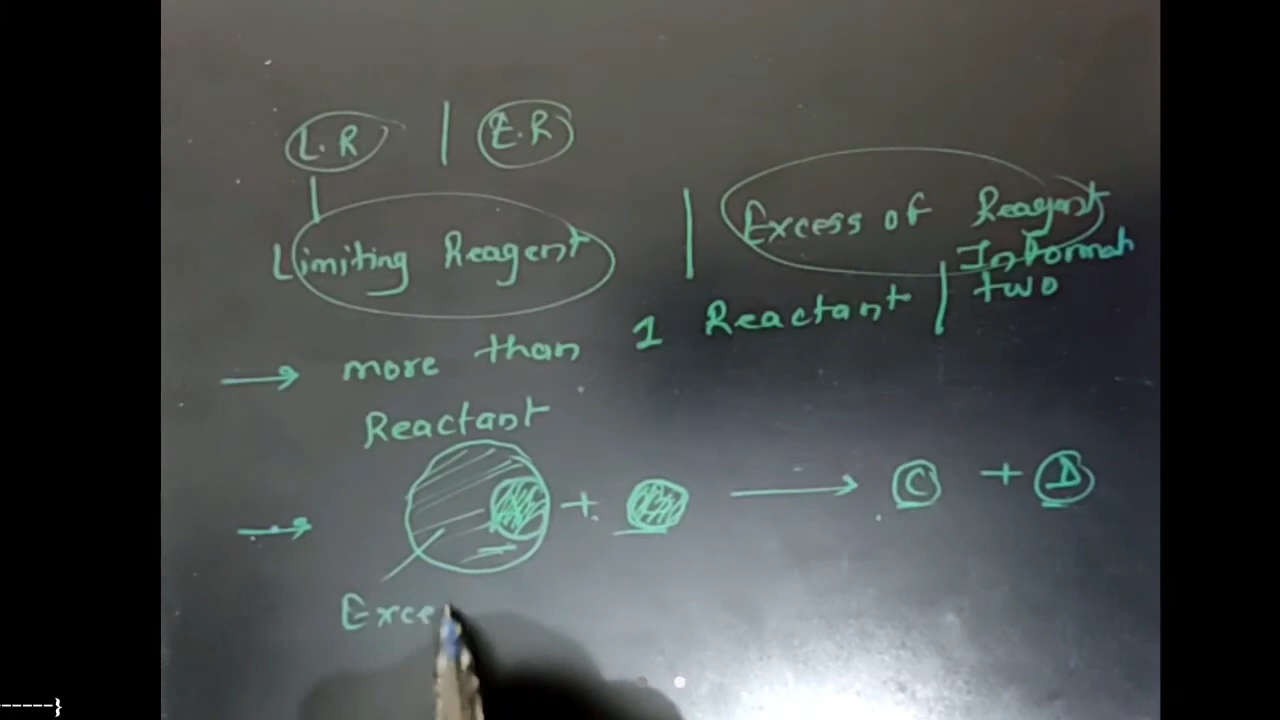 L.R | E.R
Limiting Reagent | Excess of Reagent
→ more than 1 Reactant | Informat
two
Reactant
→ + → C + D
Exce
-----}